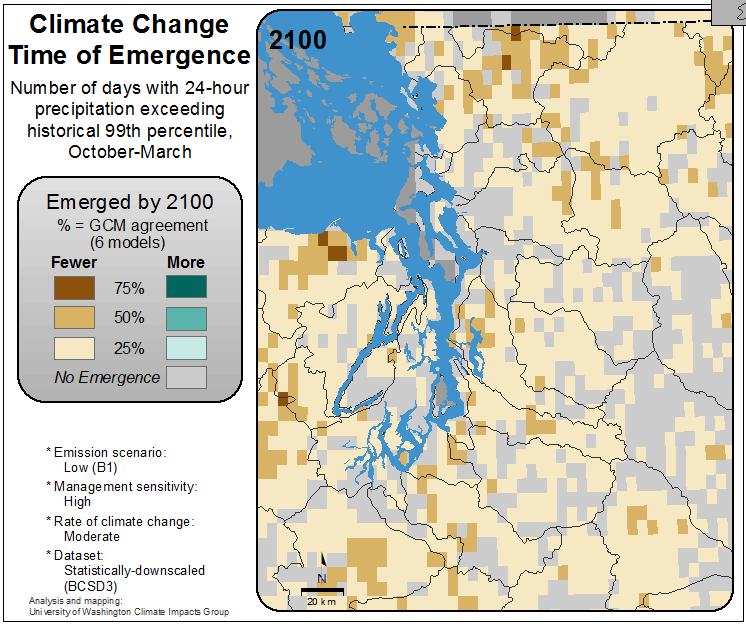 Climate Change
Time of Emergence
Number of days with 24-hour
precipitation exceeding
historical 99th percentile,
October-March
Emerged by 2100
% = GCM agreement
(6 models)
Fewer More
75%
50%
25%
No Emergence
* Emission scenario:
Low (B1)
* Management sensitivity:
High
* Rate of climate change:
Moderate
* Dataset:
Statistically-downscaled
(BCSD3)
Analysis and mapping:
University of Washington Climate Impacts Group
2100
N
20 km